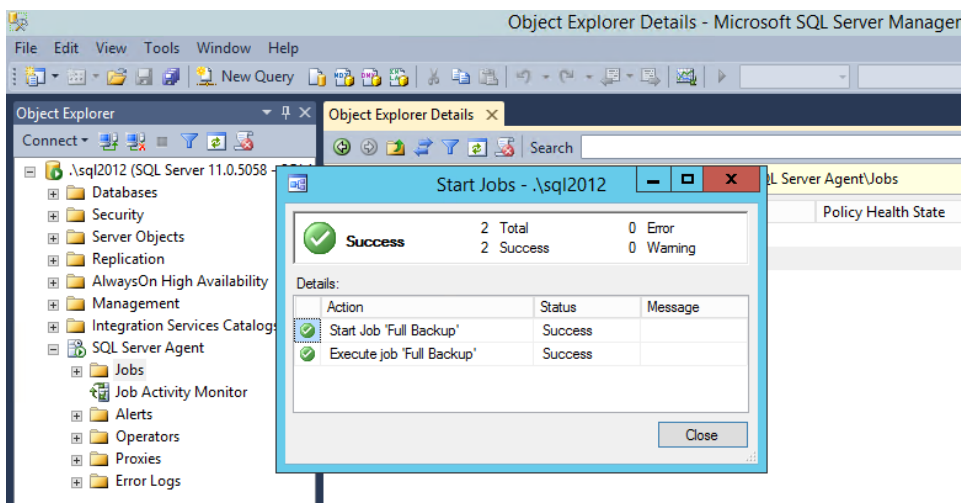 Object Explorer Details - Microsoft SQL Server Manager
File Edit View Tools Window Help
New Query
Object Explorer
Object Explorer Details
Connect
Search
.\sql2012 (SQL Server 11.0.5058 -
Databases
Security
Server Objects
Replication
AlwaysOn High Availability
Management
Integration Services Catalogs
SQL Server Agent
Jobs
Job Activity Monitor
Alerts
Operators
Proxies
Error Logs
QL Server Agent\Jobs
Policy Health State
Start Jobs - .\sql2012
Success
2 Total 0 Error
2 Success 0 Warning
Details:
Action Status Message
Start Job 'Full Backup' Success
Execute job 'Full Backup' Success
Close